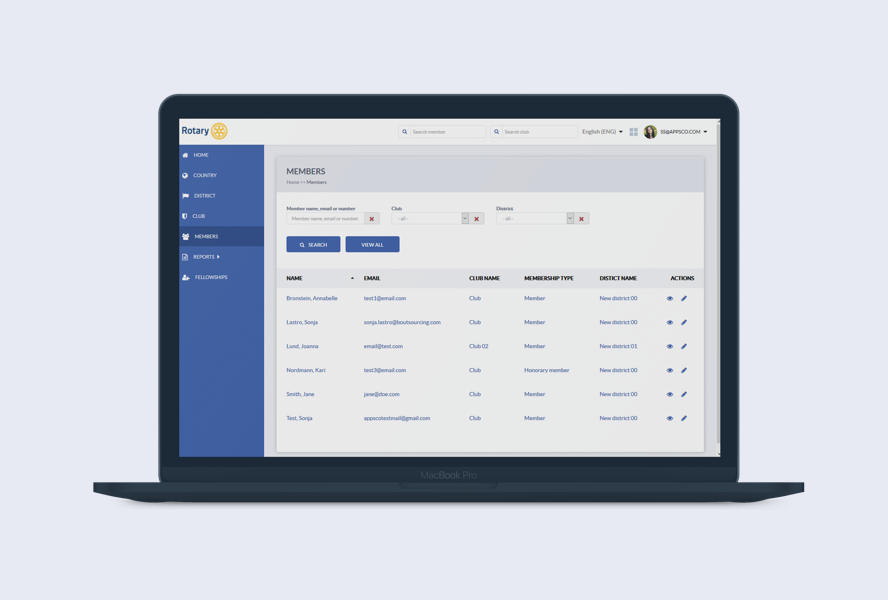 Rotary
Search member
Search club
English (ENG)
SS@APPSCO.COM
HOME
COUNTRY
DISTRICT
CLUB
MEMBERS
REPORTS
FELLOWSHIPS
MEMBERS
Home >> Members
Member name, email or number
Club
District
Member name, email or number
- all -
- all -
SEARCH
VIEW ALL
NAME EMAIL CLUB NAME MEMBERSHIP TYPE DISTICT NAME ACTIONS
Bronstein, Annabelle test1@email.com Club Member New district 00
Lastro, Sonja sonja.lastro@boutsourcing.com Club Member New district 00
Lund, Joanna email@test.com Club 02 Member New district 01
Nordmann, Kari test3@email.com Club Honorary member New district 00
Smith, Jane jane@doe.com Club Member New district 00
Test, Sonja appscotestmail@gmail.com Club Member New district 00
MacBook Pro